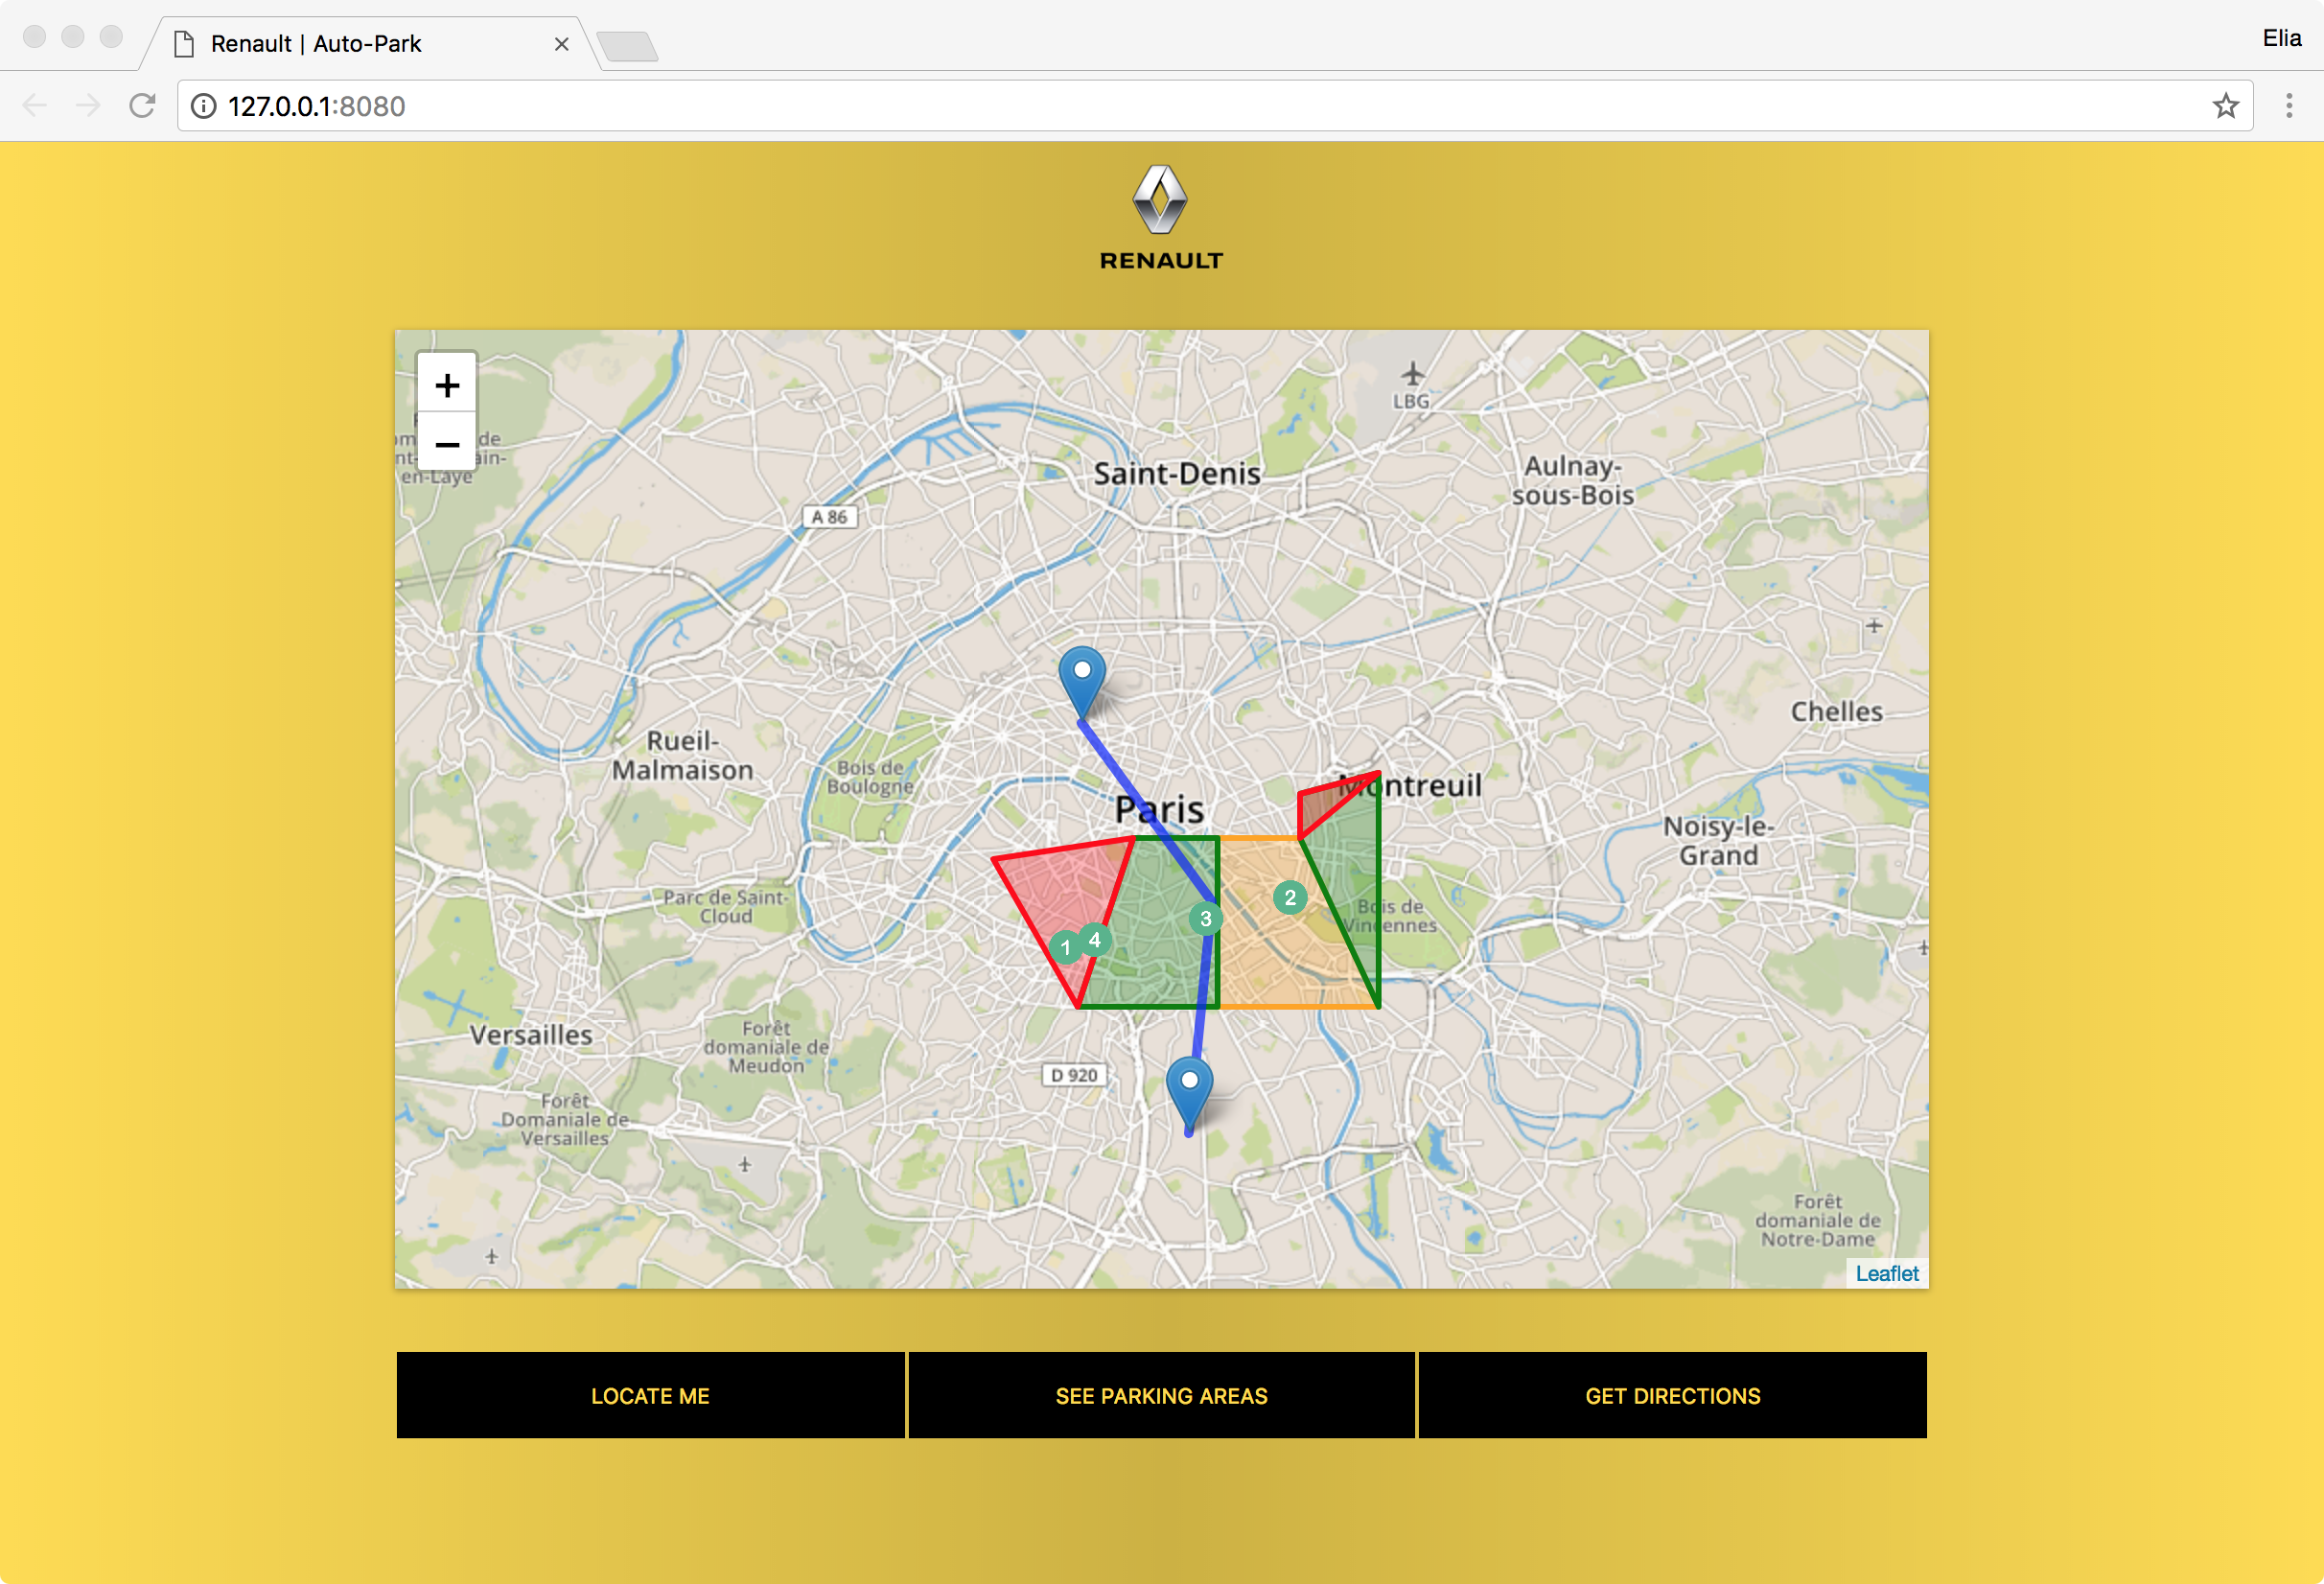 Renault | Auto-Park
Elia
127.0.0.1:8080
RENAULT
+
−
LBG
de
nt-
ain-
en-Laye
Saint-Denis
Aulnay-
sous-Bois
A 86
Chelles
Rueil-
Malmaison
Bois de
Boulogne
Paris
Montreuil
Noisy-le-
Grand
Parc de Saint-
Cloud
Bois de
Vincennes
1
4
3
2
Versailles
Forêt
domaniale de
Meudon
D 920
Forêt
Domaniale de
Versailles
Forêt
domaniale de
Notre-Dame
Leaflet
LOCATE ME
SEE PARKING AREAS
GET DIRECTIONS